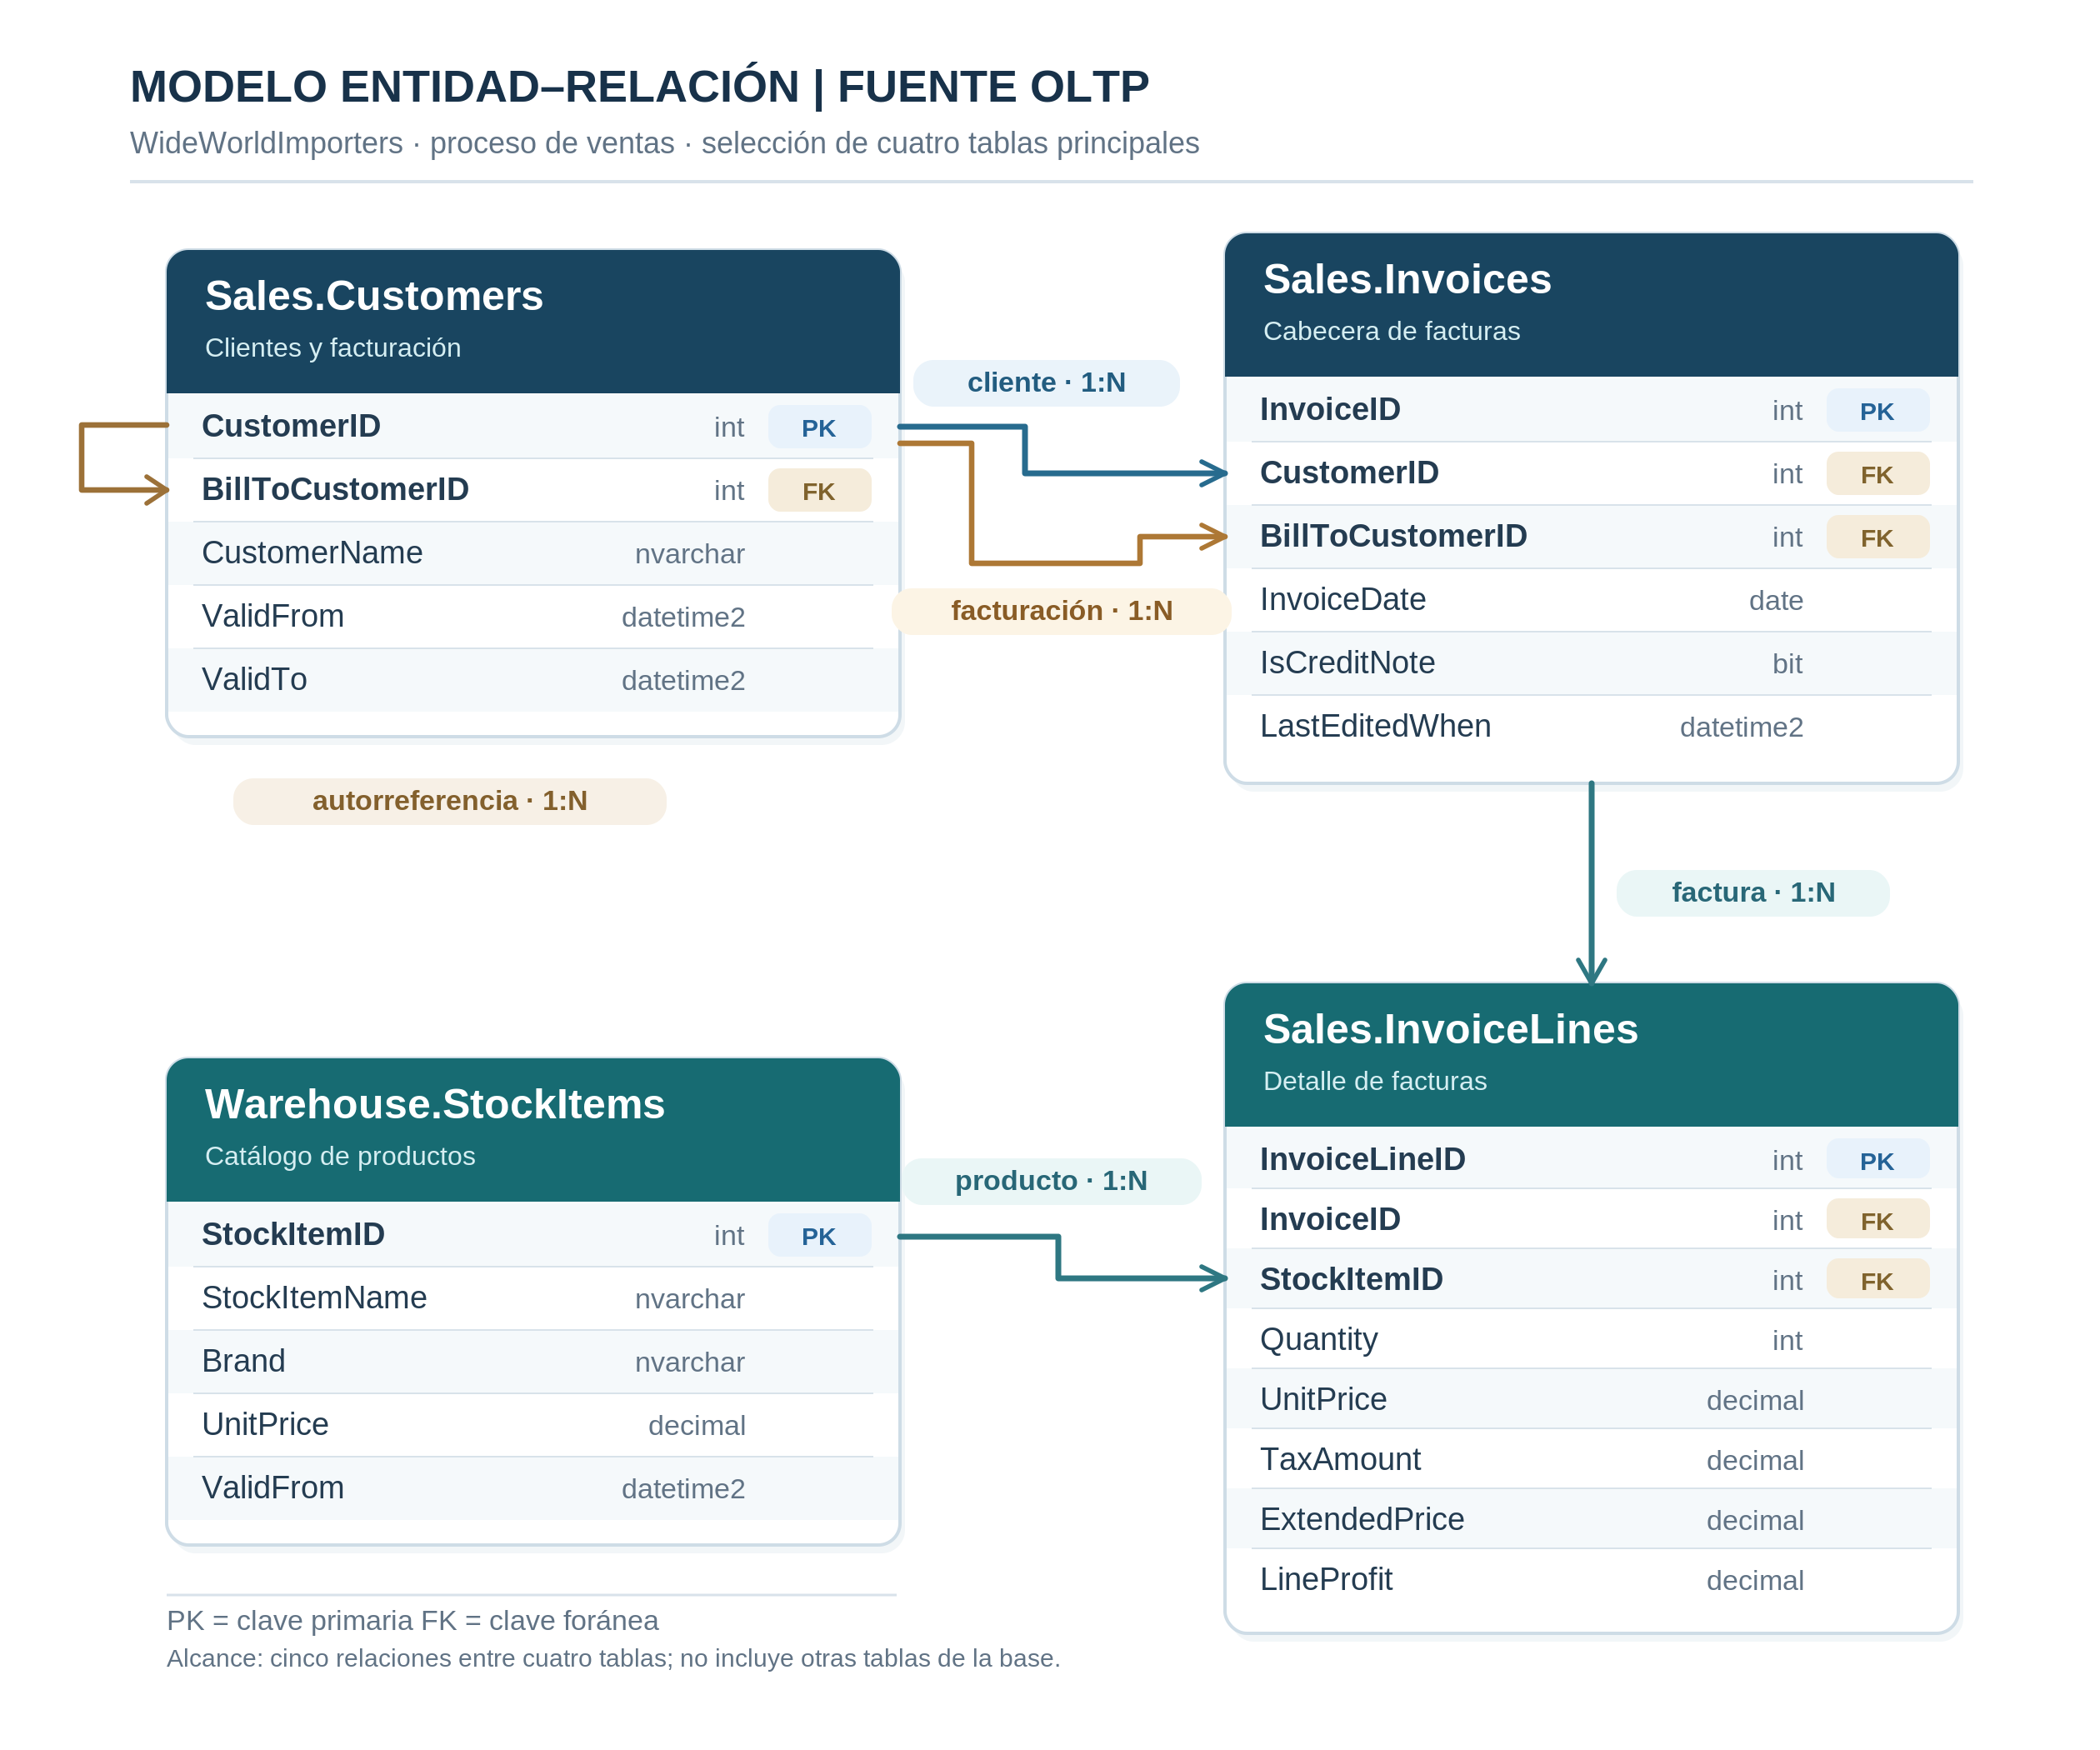 MODELO ENTIDAD–RELACIÓN | FUENTE OLTP
WideWorldImporters · proceso de ventas · selección de cuatro tablas principales
Sales.Customers
Clientes y facturación
CustomerID int PK
BillToCustomerID int FK
CustomerName nvarchar
ValidFrom datetime2
ValidTo datetime2
autorreferencia · 1:N
cliente · 1:N
facturación · 1:N
Sales.Invoices
Cabecera de facturas
InvoiceID int PK
CustomerID int FK
BillToCustomerID int FK
InvoiceDate date
IsCreditNote bit
LastEditedWhen datetime2
factura · 1:N
Warehouse.StockItems
Catálogo de productos
StockItemID int PK
StockItemName nvarchar
Brand nvarchar
UnitPrice decimal
ValidFrom datetime2
producto · 1:N
Sales.InvoiceLines
Detalle de facturas
InvoiceLineID int PK
InvoiceID int FK
StockItemID int FK
Quantity int
UnitPrice decimal
TaxAmount decimal
ExtendedPrice decimal
LineProfit decimal
PK = clave primaria FK = clave foránea
Alcance: cinco relaciones entre cuatro tablas; no incluye otras tablas de la base.